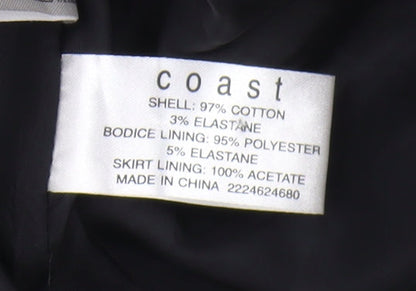 coast
SHELL: 97% COTTON
3% ELASTANE
BODICE LINING: 95% POLYESTER
5% ELASTANE
SKIRT LINING: 100% ACETATE
MADE IN CHINA 2224624680